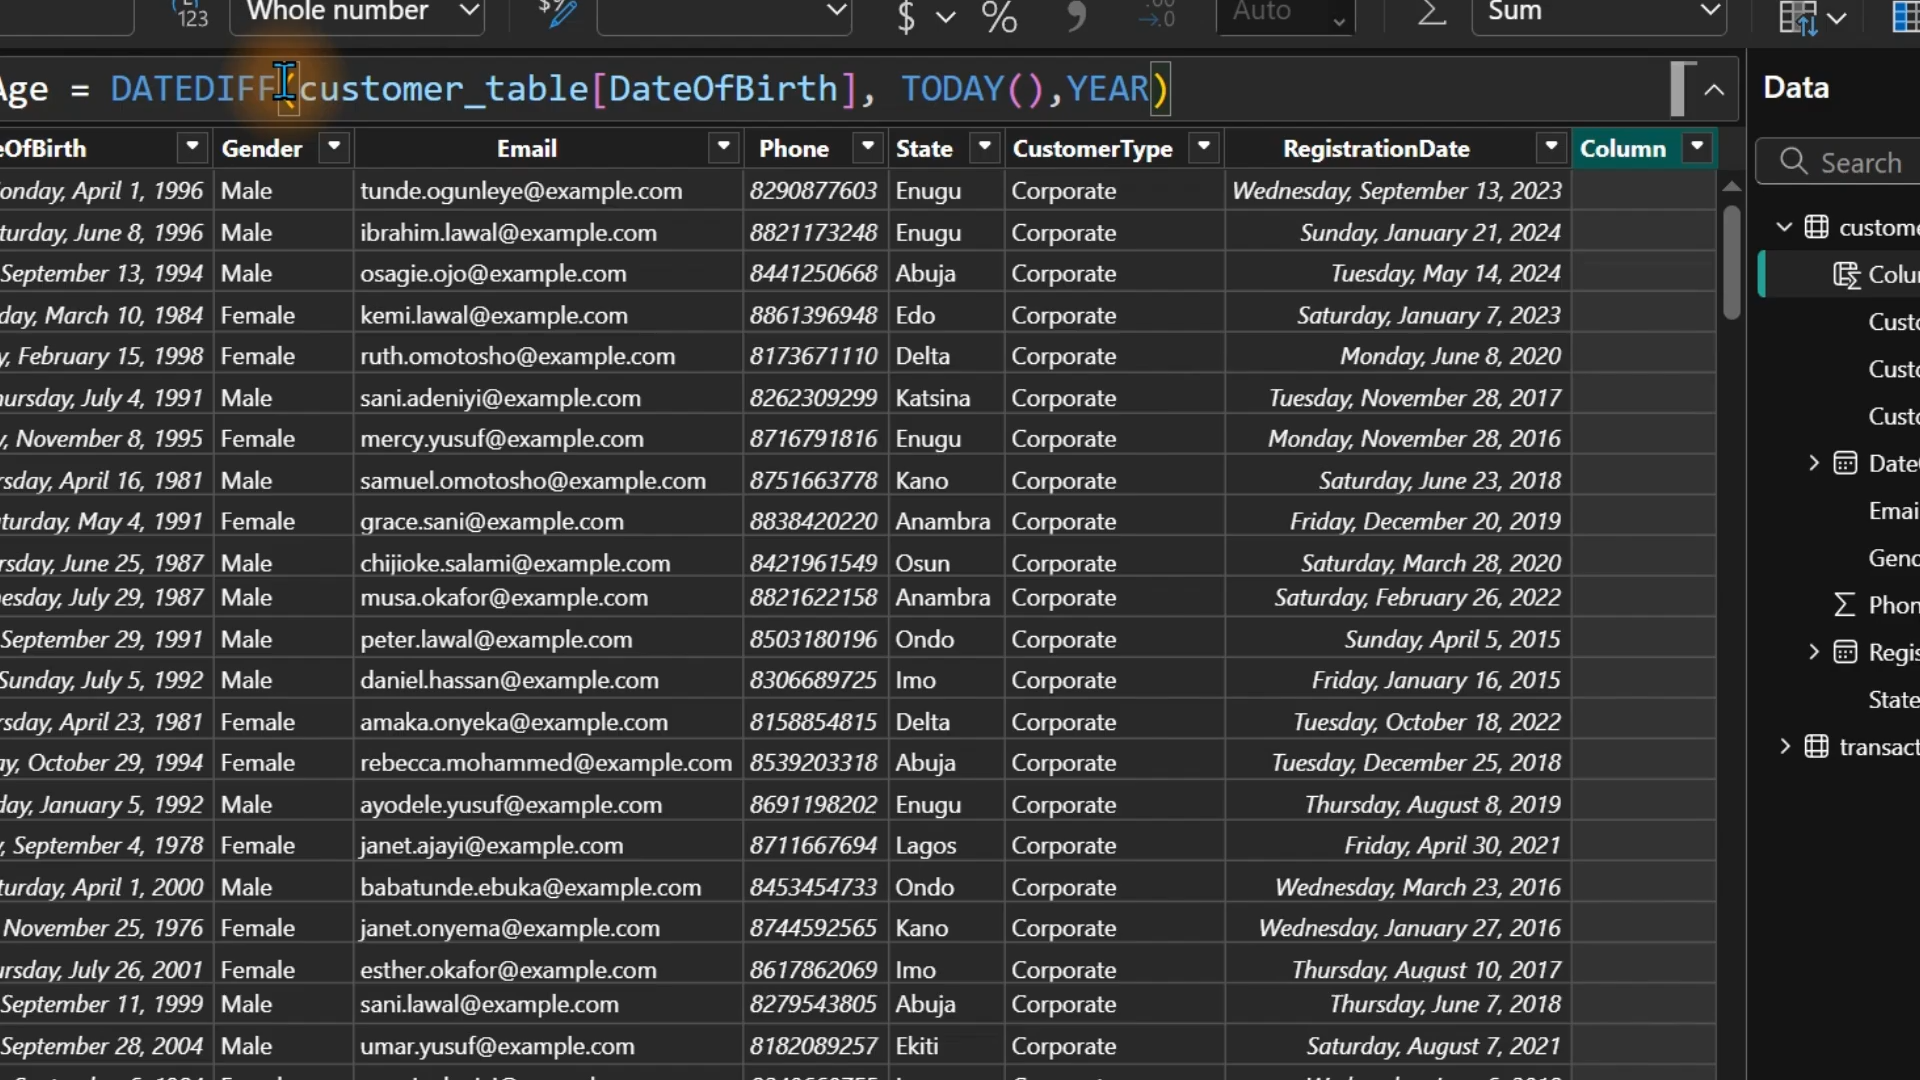 123 Whole number $ % .00 →.0 Auto Sum
Age = DATEDIFF(customer_table[DateOfBirth], TODAY(),YEAR)
Data
eOfBirth Gender Email Phone State CustomerType RegistrationDate Column
Search
onday, April 1, 1996 Male tunde.ogunleye@example.com 8290877603 Enugu Corporate Wednesday, September 13, 2023
turday, June 8, 1996 Male ibrahim.lawal@example.com 8821173248 Enugu Corporate Sunday, January 21, 2024
September 13, 1994 Male osagie.ojo@example.com 8441250668 Abuja Corporate Tuesday, May 14, 2024
day, March 10, 1984 Female kemi.lawal@example.com 8861396948 Edo Corporate Saturday, January 7, 2023
y, February 15, 1998 Female ruth.omotosho@example.com 8173671110 Delta Corporate Monday, June 8, 2020
hursday, July 4, 1991 Male sani.adeniyi@example.com 8262309299 Katsina Corporate Tuesday, November 28, 2017
y, November 8, 1995 Female mercy.yusuf@example.com 8716791816 Enugu Corporate Monday, November 28, 2016
rsday, April 16, 1981 Male samuel.omotosho@example.com 8751663778 Kano Corporate Saturday, June 23, 2018
aturday, May 4, 1991 Female grace.sani@example.com 8838420220 Anambra Corporate Friday, December 20, 2019
rsday, June 25, 1987 Male chijioke.salami@example.com 8421961549 Osun Corporate Saturday, March 28, 2020
nesday, July 29, 1987 Male musa.okafor@example.com 8821622158 Anambra Corporate Saturday, February 26, 2022
September 29, 1991 Male peter.lawal@example.com 8503180196 Ondo Corporate Sunday, April 5, 2015
Sunday, July 5, 1992 Male daniel.hassan@example.com 8306689725 Imo Corporate Friday, January 16, 2015
rsday, April 23, 1981 Female amaka.onyeka@example.com 8158854815 Delta Corporate Tuesday, October 18, 2022
ay, October 29, 1994 Female rebecca.mohammed@example.com 8539203318 Abuja Corporate Tuesday, December 25, 2018
day, January 5, 1992 Male ayodele.yusuf@example.com 8691198202 Enugu Corporate Thursday, August 8, 2019
y, September 4, 1978 Female janet.ajayi@example.com 8711667694 Lagos Corporate Friday, April 30, 2021
turday, April 1, 2000 Male babatunde.ebuka@example.com 8453454733 Ondo Corporate Wednesday, March 23, 2016
November 25, 1976 Female janet.onyema@example.com 8744592565 Kano Corporate Wednesday, January 27, 2016
ursday, July 26, 2001 Female esther.okafor@example.com 8617862069 Imo Corporate Thursday, August 10, 2017
September 11, 1999 Male sani.lawal@example.com 8279543805 Abuja Corporate Thursday, June 7, 2018
September 28, 2004 Male umar.yusuf@example.com 8182089257 Ekiti Corporate Saturday, August 7, 2021
custome
Colu
Custo
Custo
Custo
Date
Emai
Gend
Phon
Regis
State
transact